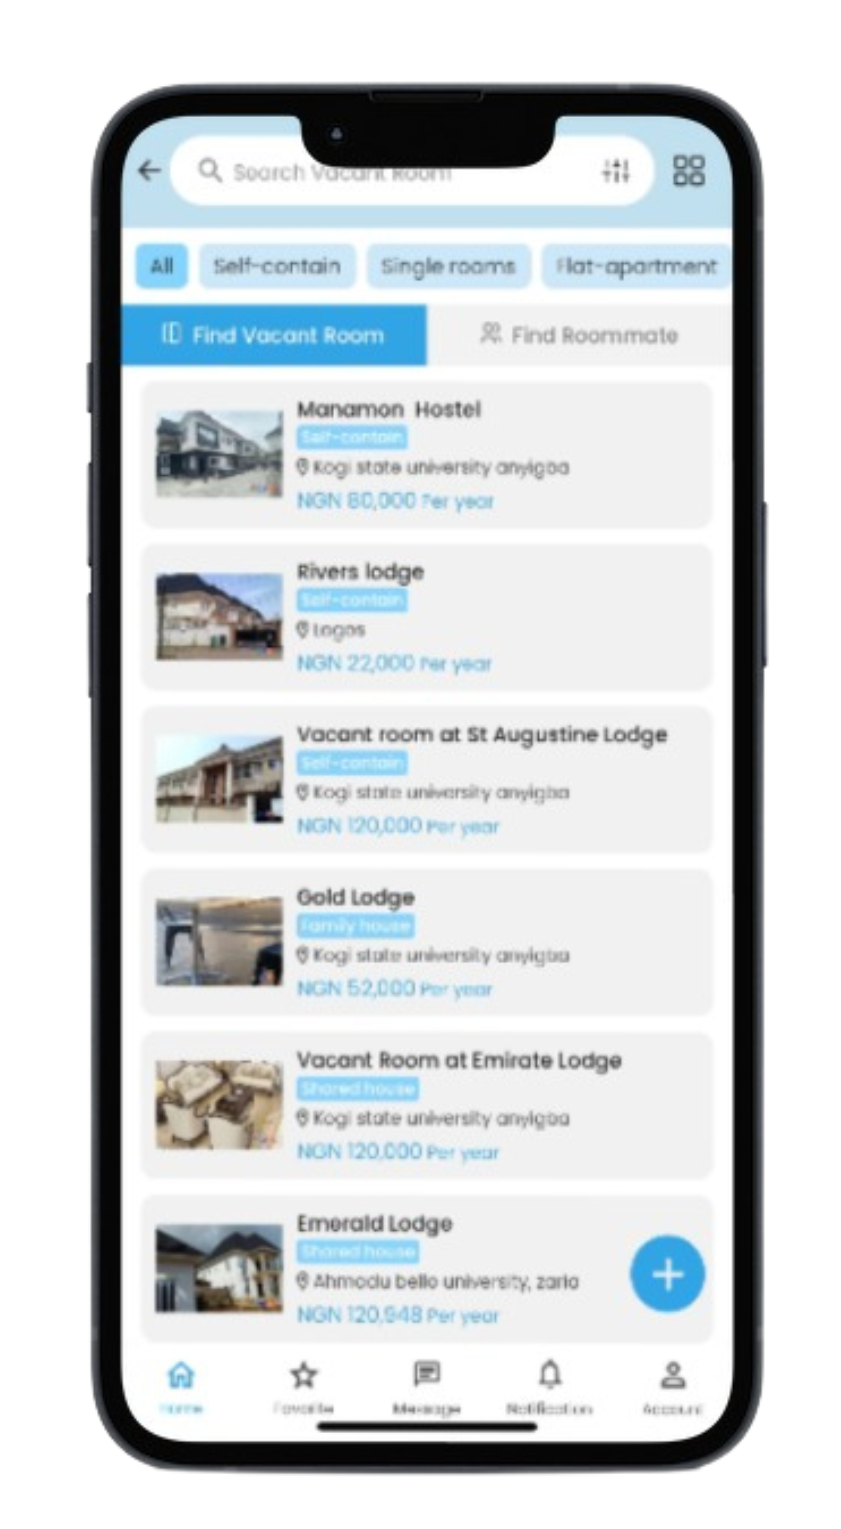 Search Vacant Room
All Self-contain Single rooms Flat-apartment
Find Vacant Room Find Roommate
Manamon Hostel
Self-contain
Kogi state university anyigba
NGN 80,000 Per year
Rivers lodge
Self-contain
Lagos
NGN 22,000 Per year
Vacant room at St Augustine Lodge
Self-contain
Kogi state university anyigba
NGN 120,000 Per year
Gold Lodge
Family house
Kogi state university anyigba
NGN 52,000 Per year
Vacant Room at Emirate Lodge
Shared house
Kogi state university anyigba
NGN 120,000 Per year
Emerald Lodge
Shared house
Ahmadu bello university, zaria
NGN 120,948 Per year
Home Favorite Message Notification Account